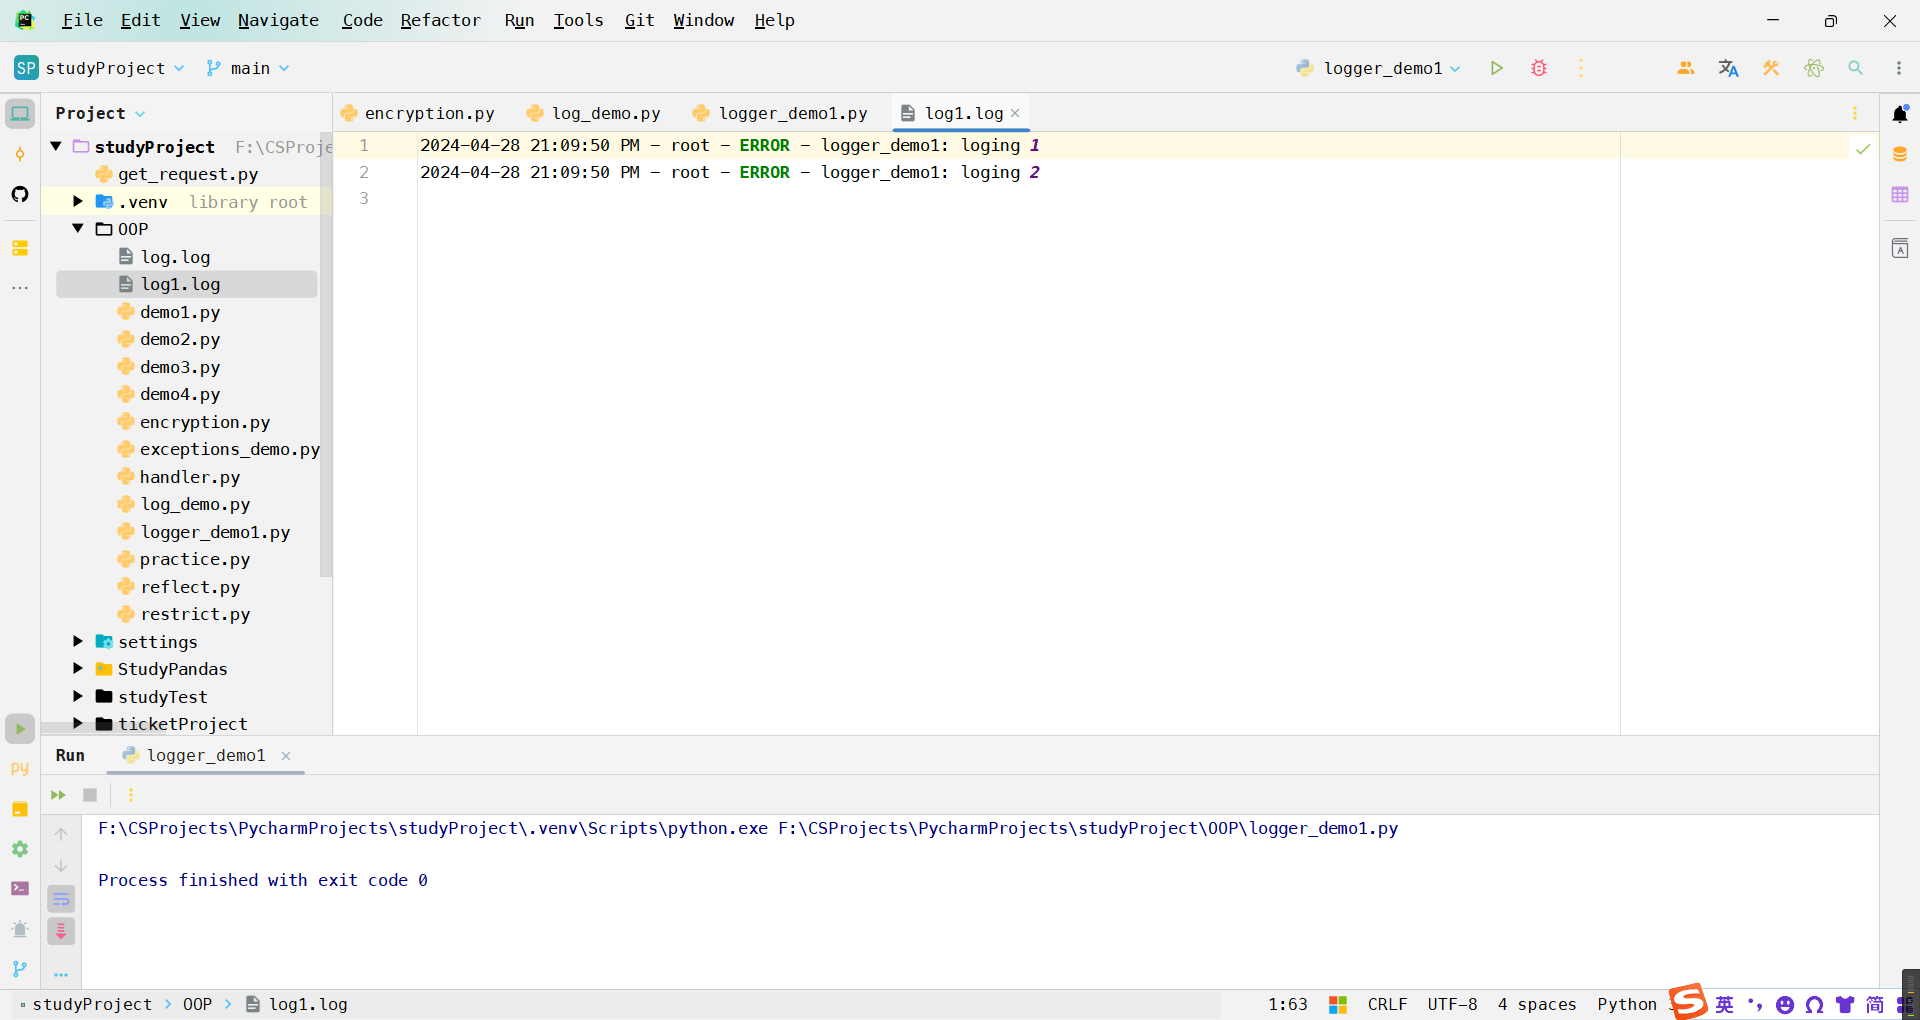 File Edit View Navigate Code Refactor Run Tools Git Window Help
SP studyProject main logger_demo1
Project encryption.py log_demo.py logger_demo1.py log1.log
studyProject F:\CSProje
get_request.py
.venv library root
OOP
log.log
log1.log
demo1.py
demo2.py
demo3.py
demo4.py
encryption.py
exceptions_demo.py
handler.py
log_demo.py
logger_demo1.py
practice.py
reflect.py
restrict.py
settings
StudyPandas
studyTest
ticketProject
1 2024-04-28 21:09:50 PM - root - ERROR - logger_demo1: loging 1
2 2024-04-28 21:09:50 PM - root - ERROR - logger_demo1: loging 2
3
Run logger_demo1
F:\CSProjects\PycharmProjects\studyProject\.venv\Scripts\python.exe F:\CSProjects\PycharmProjects\studyProject\OOP\logger_demo1.py
Process finished with exit code 0
studyProject OOP log1.log 1:63 CRLF UTF-8 4 spaces Python 英 简